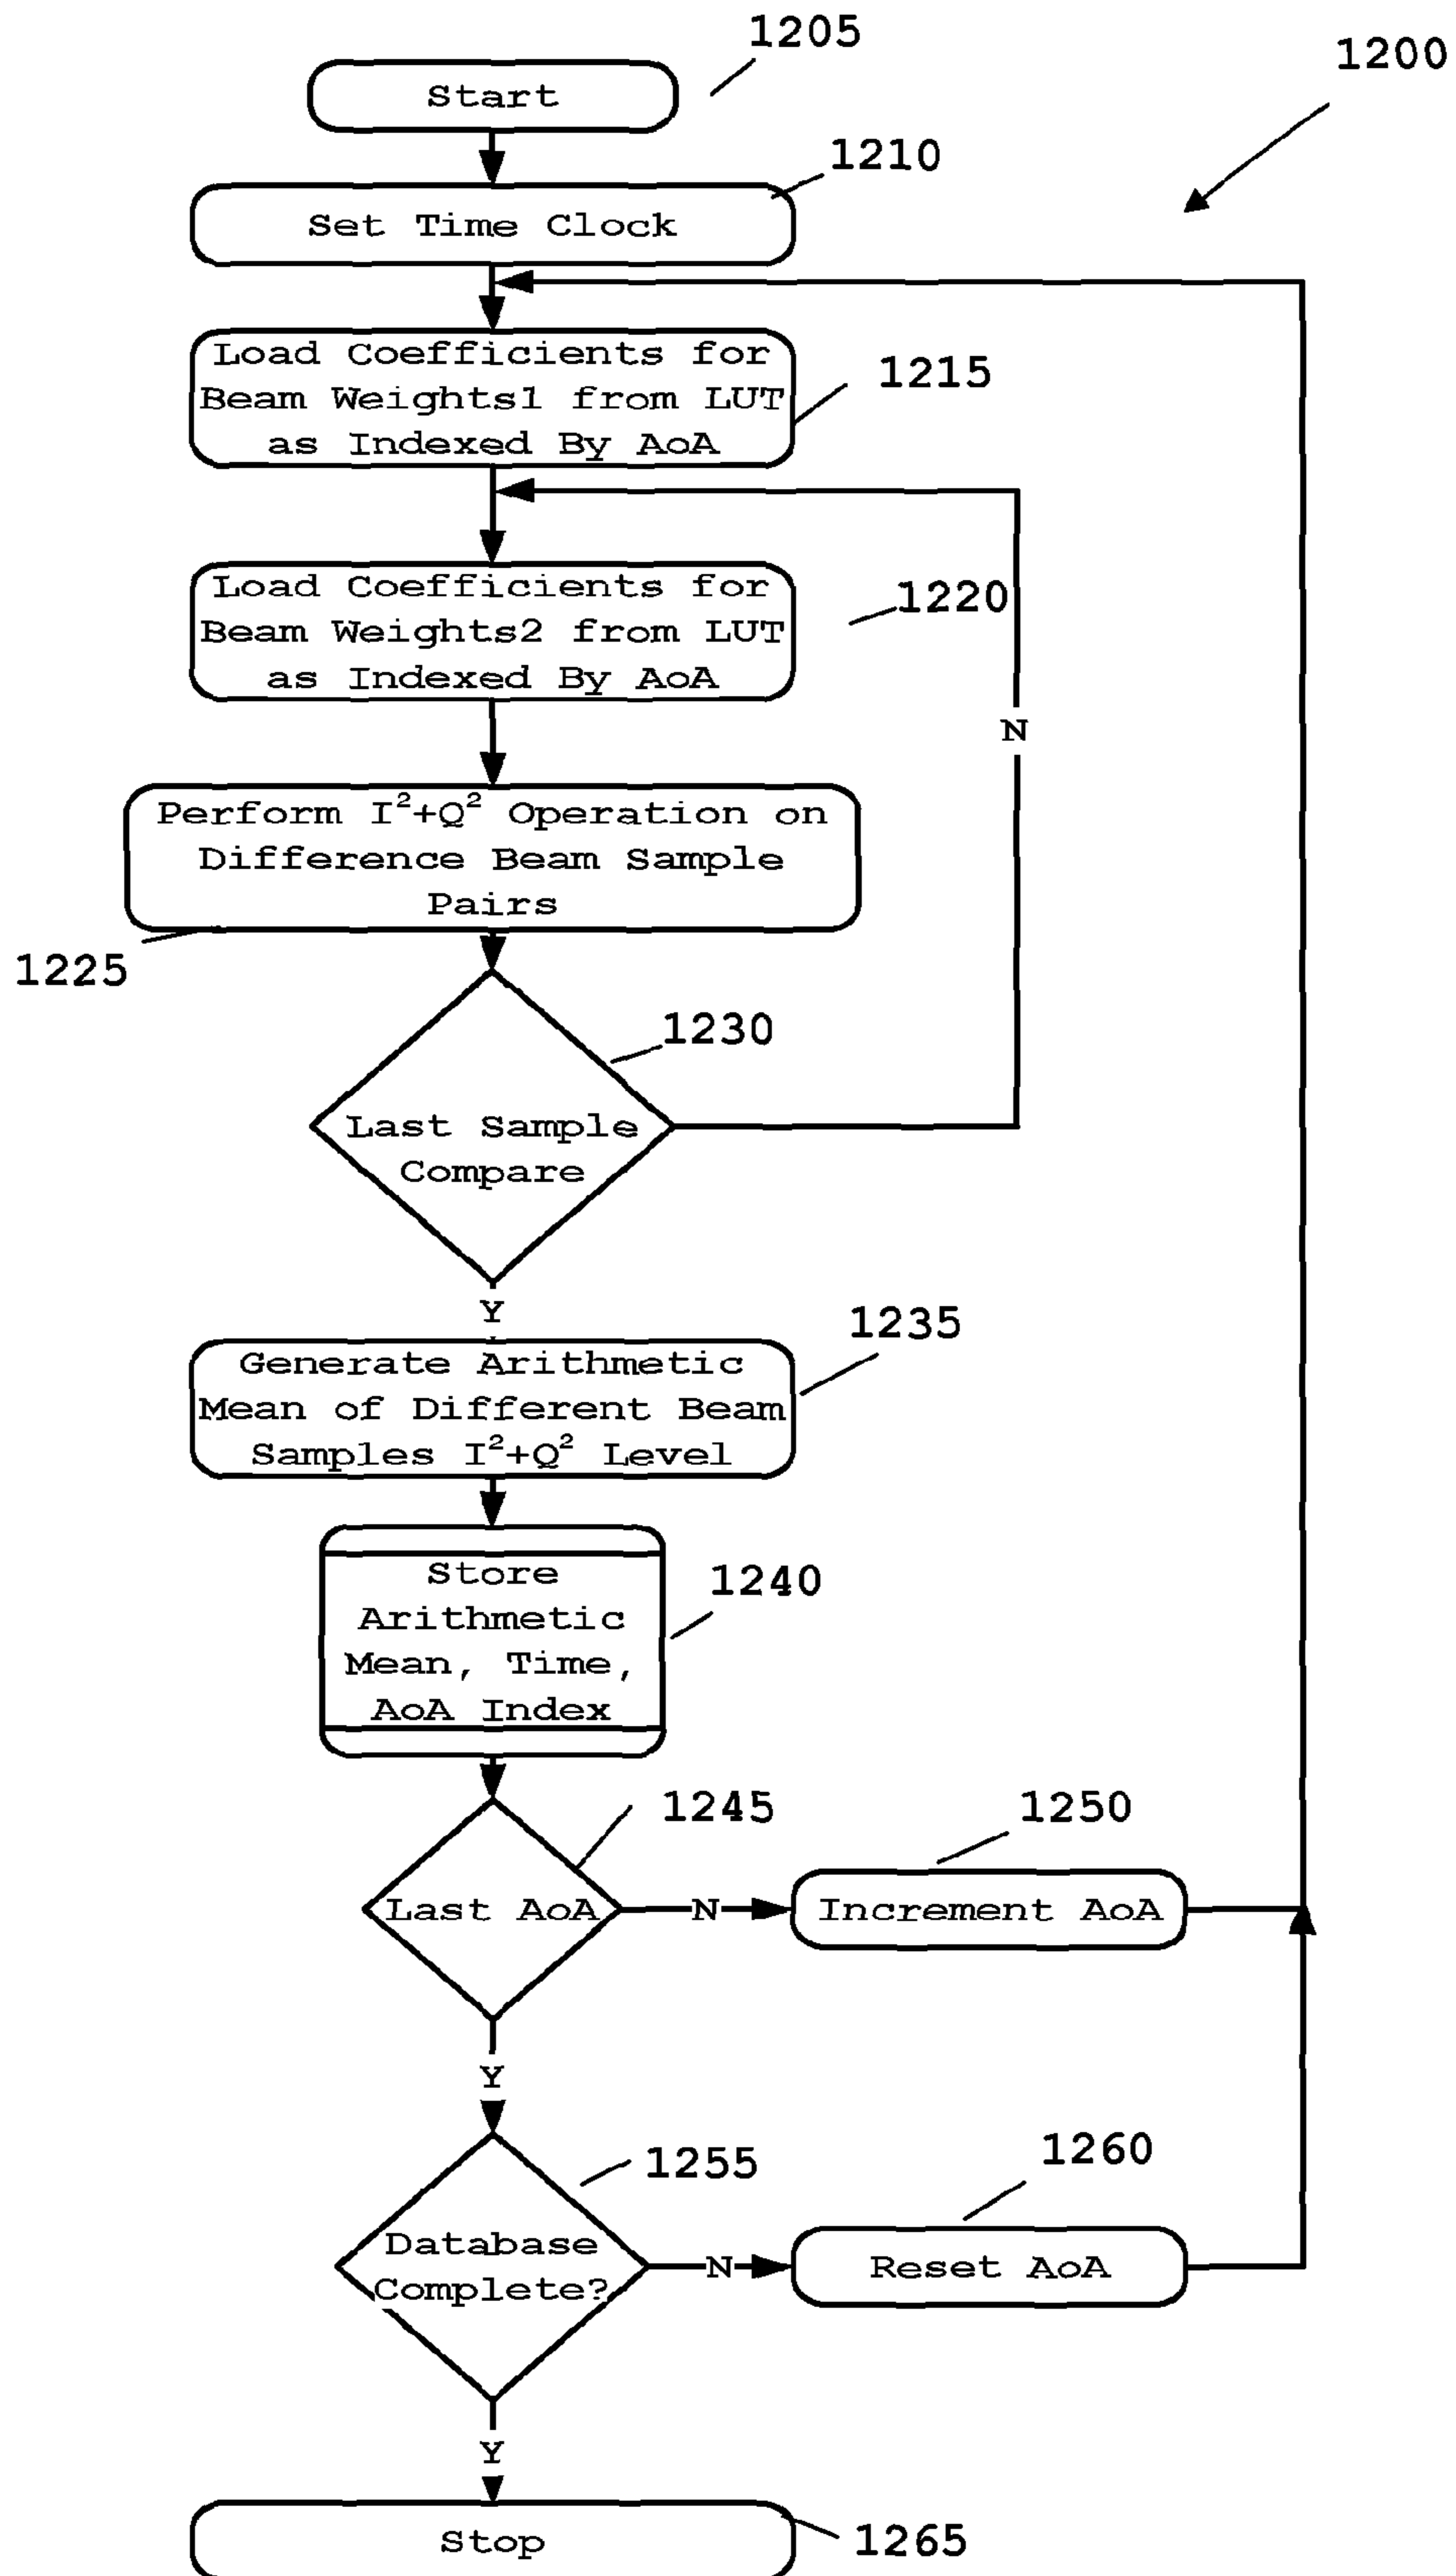 1205
1200
Start
1210
Set Time Clock
Load Coefficients for
Beam Weights1 from LUT
as Indexed By AoA
1215
Load Coefficients for
Beam Weights2 from LUT
as Indexed By AoA
1220
N
Perform I²+Q² Operation on
Difference Beam Sample
Pairs
1225
1230
Last Sample
Compare
Y
1235
Generate Arithmetic
Mean of Different Beam
Samples I²+Q² Level
1240
Store
Arithmetic
Mean, Time,
AoA Index
1245
1250
Last AoA
N
Increment AoA
Y
1255
1260
Database
Complete?
N
Reset AoA
Y
Stop
1265